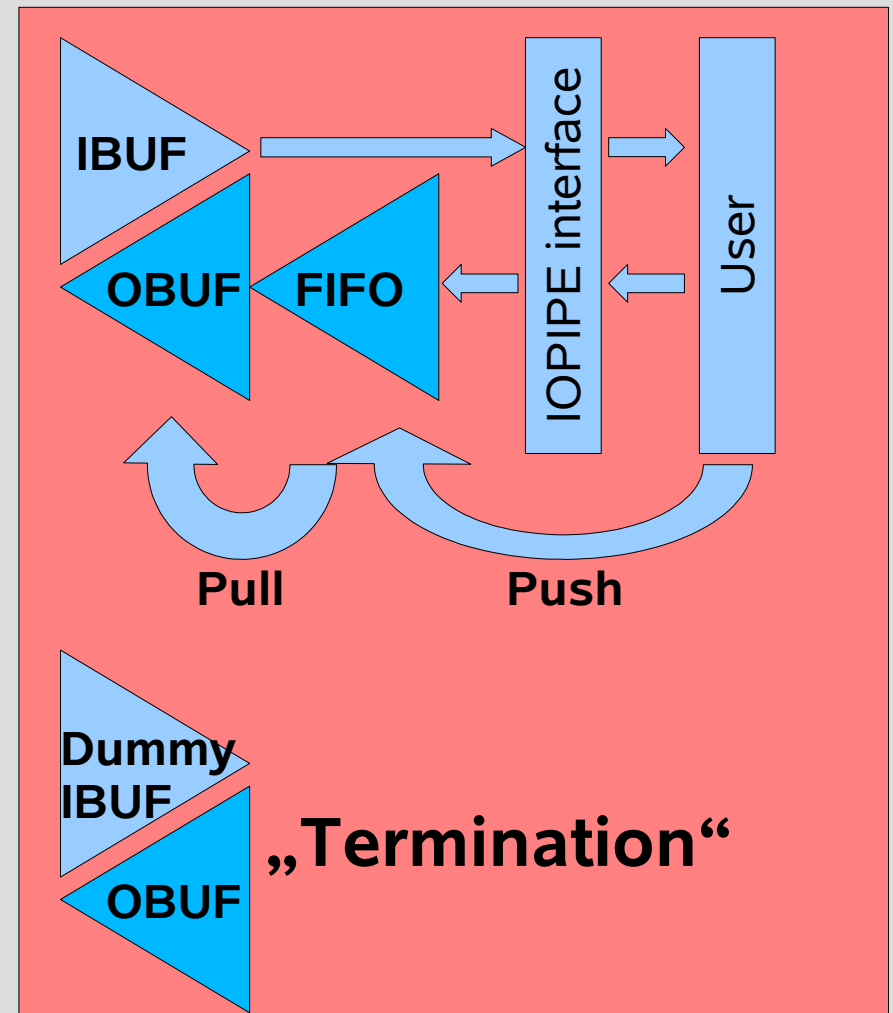 IBUF
OBUF
FIFO
IOPIPE interface
User
Pull
Push
Dummy
IBUF
„Termination“
OBUF